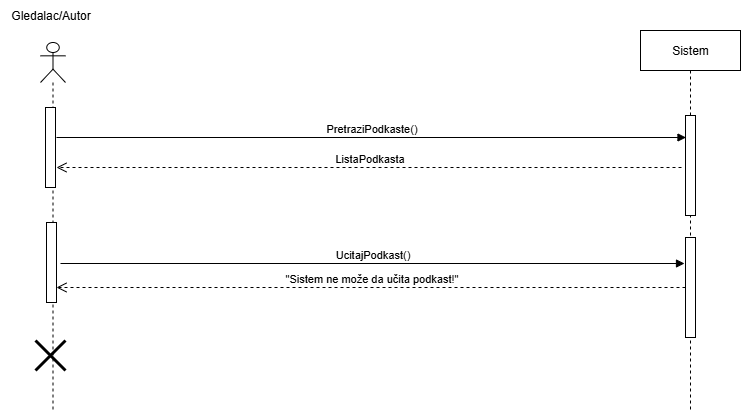 Gledalac/Autor
Sistem
PretraziPodkaste()
ListaPodkasta
UcitajPodkast()
"Sistem ne može da učita podkast!"